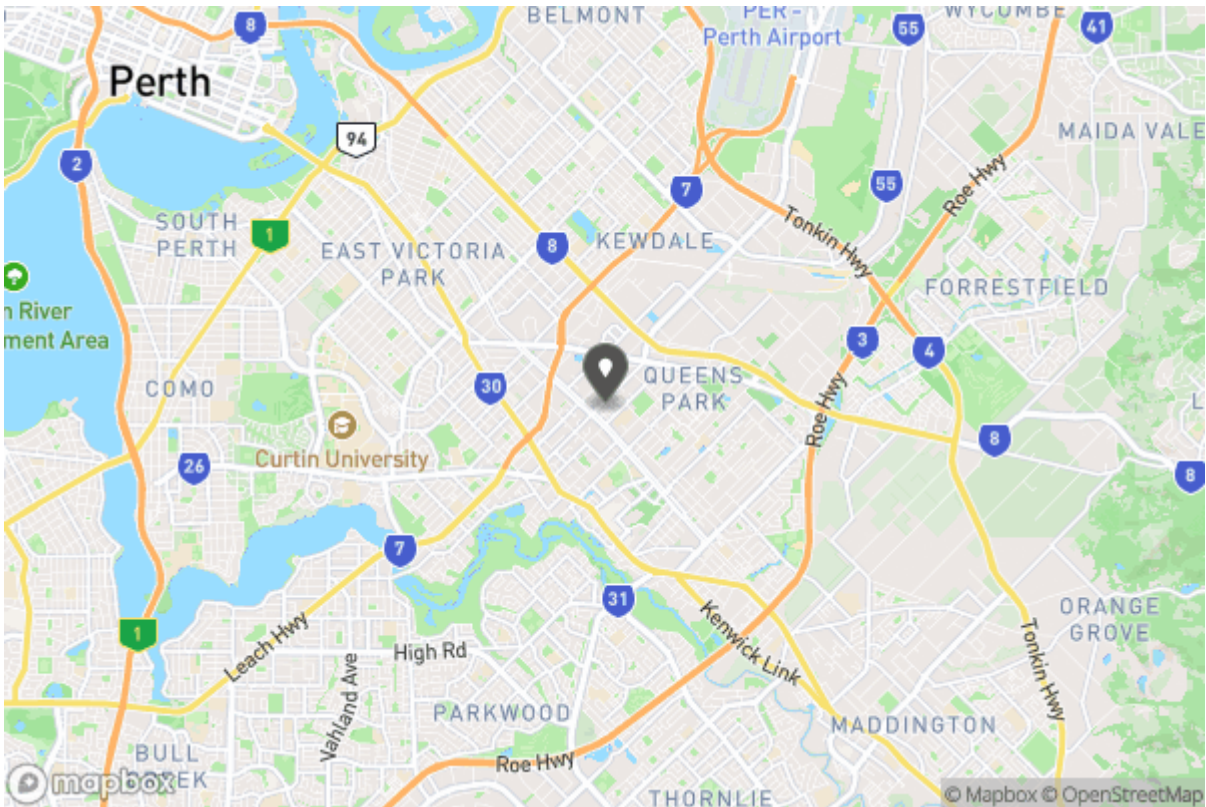 BELMONT
PER -
Perth Airport
WYCOMBE
8
55
41
Perth
94
MAIDA VALE
2
55
7
Roe Hwy
SOUTH
PERTH
1
EAST VICTORIA
PARK
8
KEWDALE
Tonkin Hwy
n River
ment Area
FORRESTFIELD
3
4
COMO
30
QUEENS
PARK
L
Roe Hwy
Curtin University
26
8
8
7
31
ORANGE
GROVE
1
Leach Hwy
High Rd
Kenwick Link
Tonkin Hwy
Vahland Ave
PARKWOOD
MADDINGTON
BULL
CREEK
Roe Hwy
mapbox
THORNLIE
© Mapbox © OpenStreetMap